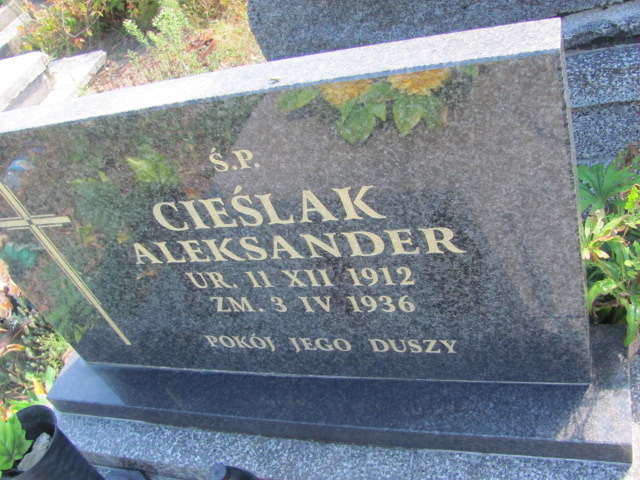 Ś.P.
CIEŚLAK
ALEKSANDER
UR. 11 XII 1912
ZM. 3 IV 1936
POKÓJ JEGO DUSZY